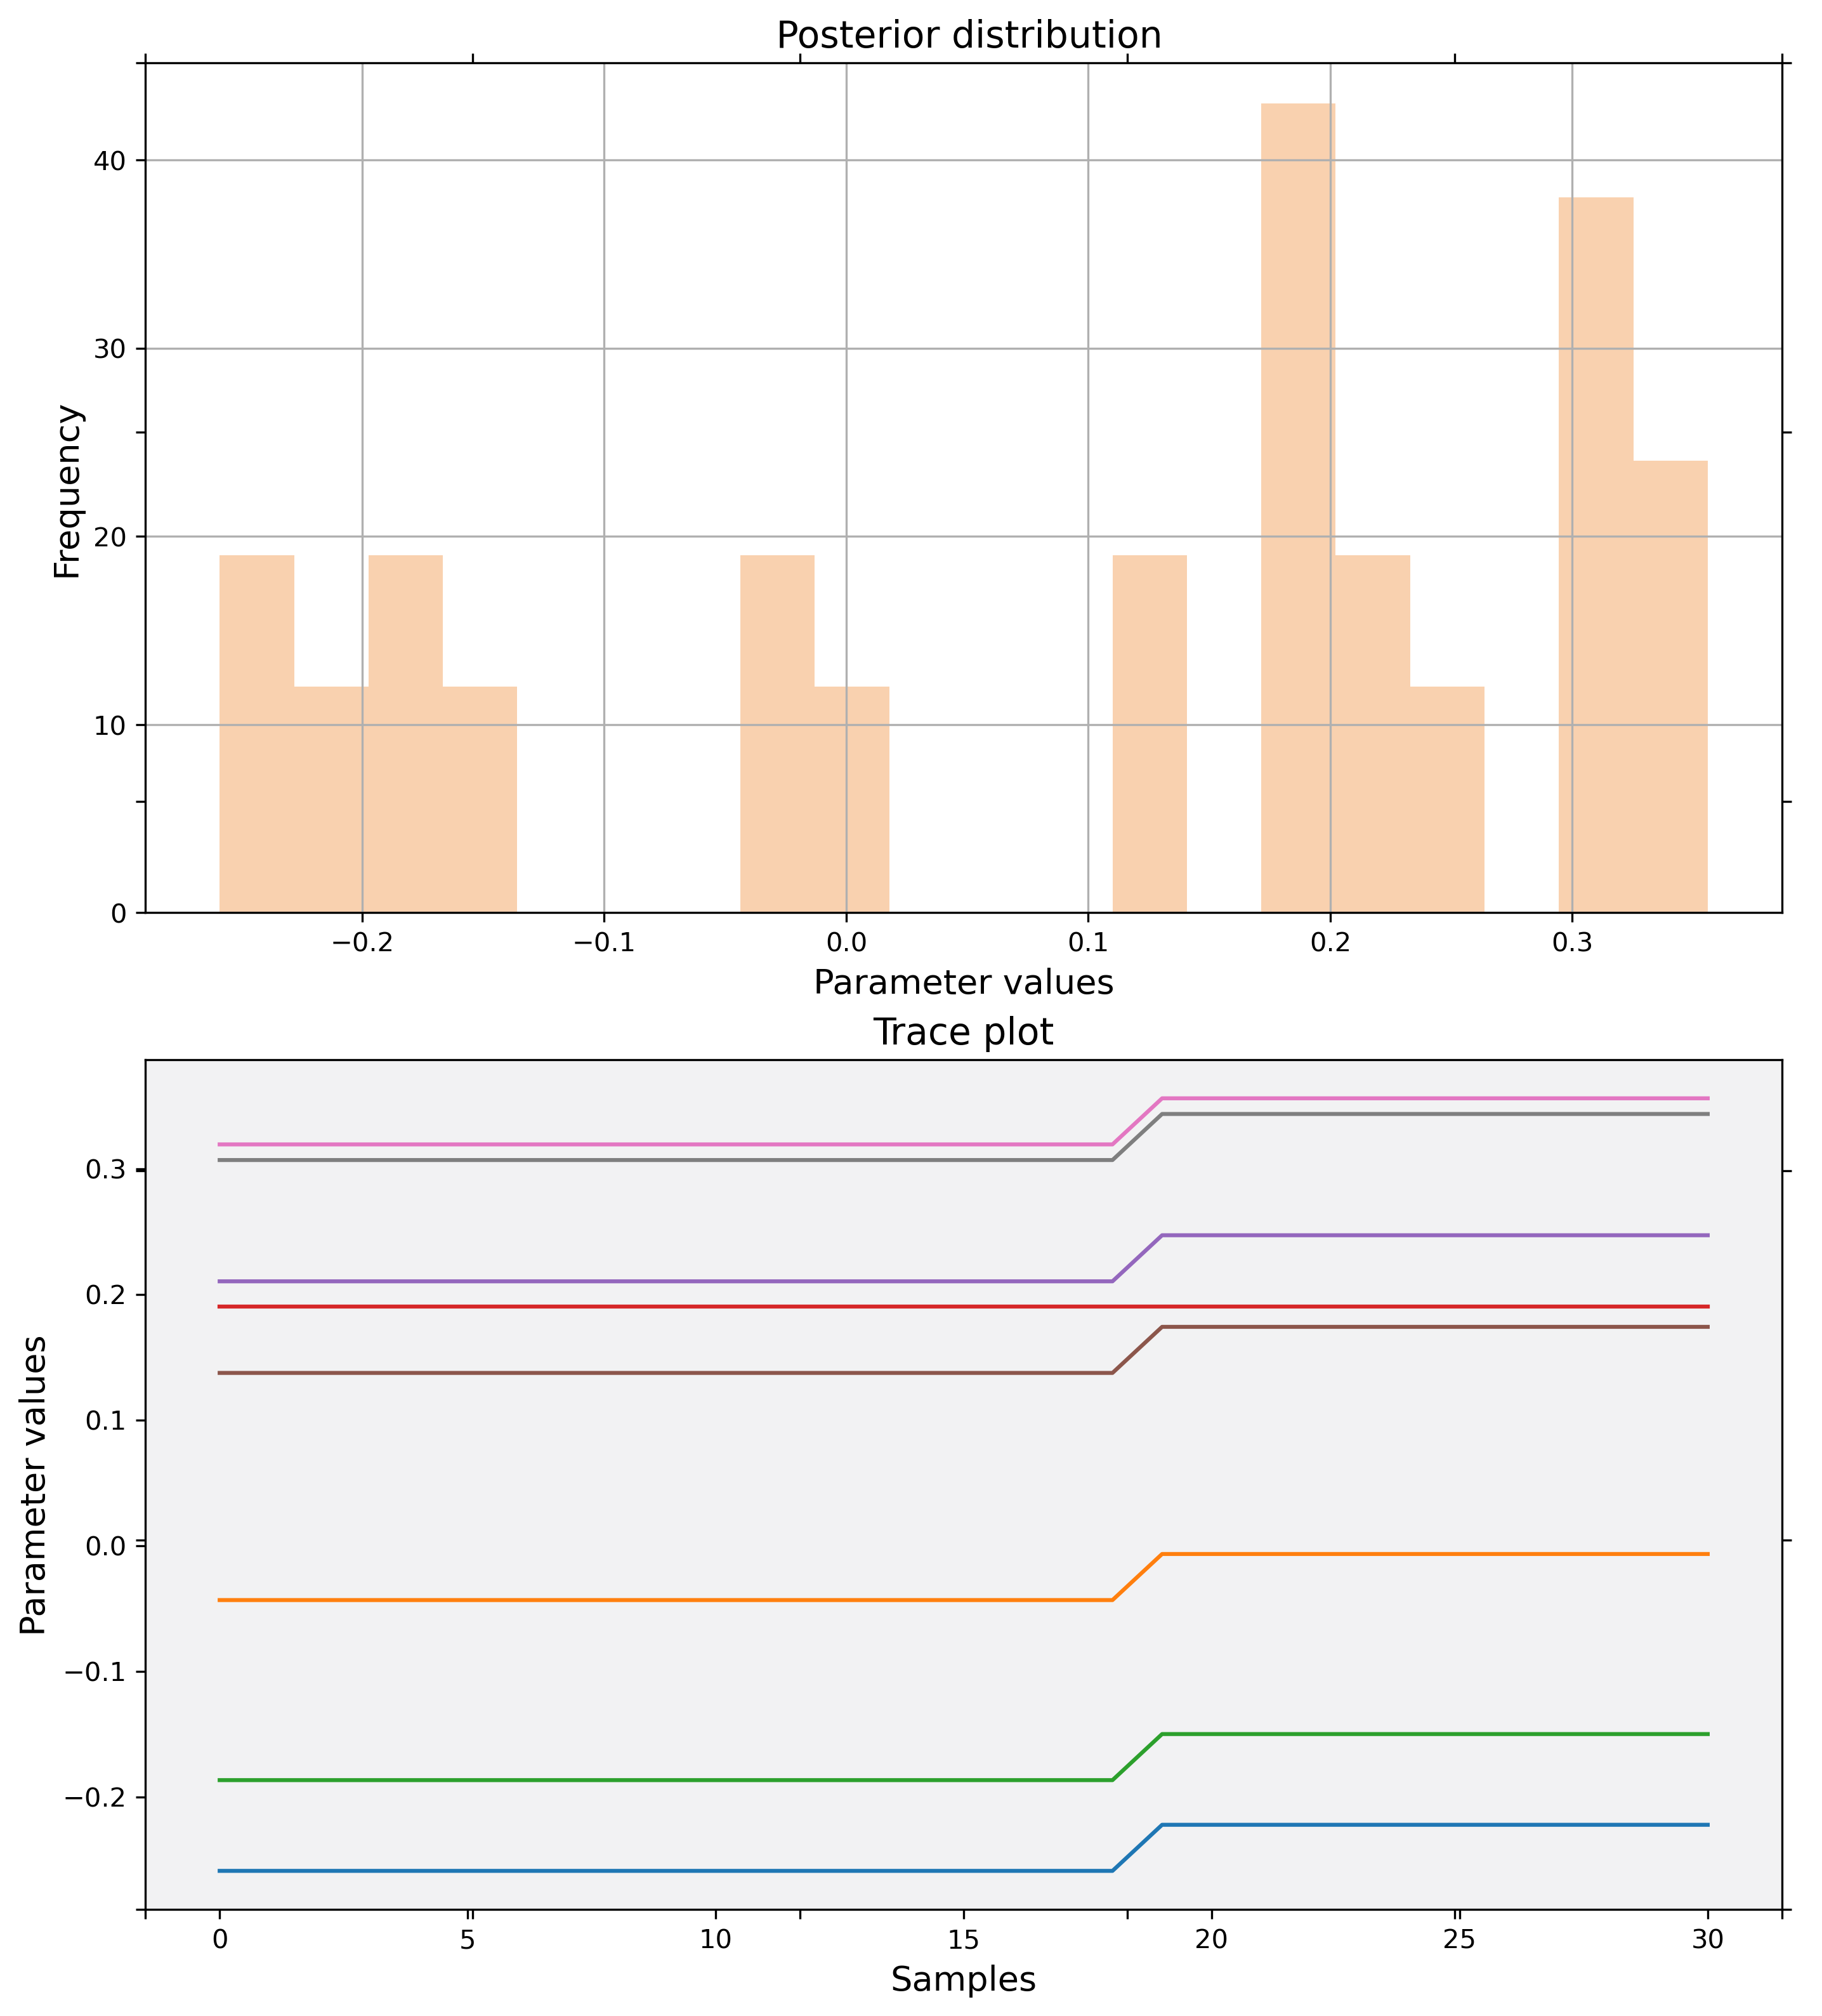 Posterior distribution
Frequency
40
30
20
10
0
−0.2 −0.1 0.0 0.1 0.2 0.3
Parameter values
Trace plot
Parameter values
0.3
0.2
0.1
0.0
−0.1
−0.2
0 5 10 15 20 25 30
Samples